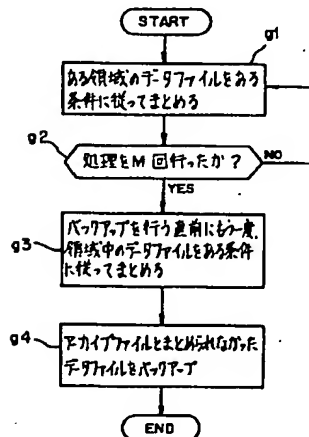 START
g1
ある領域のデータファイルをある
条件に従ってまとめる
g2
処理をM回行ったか?
NO
YES
g3
バックアップを行う直前にもう一度、
領域中のデータファイルをある条件
に従ってまとめる
g4
アーカイブファイルとまとめられなかった
データファイルをバックアップ
END